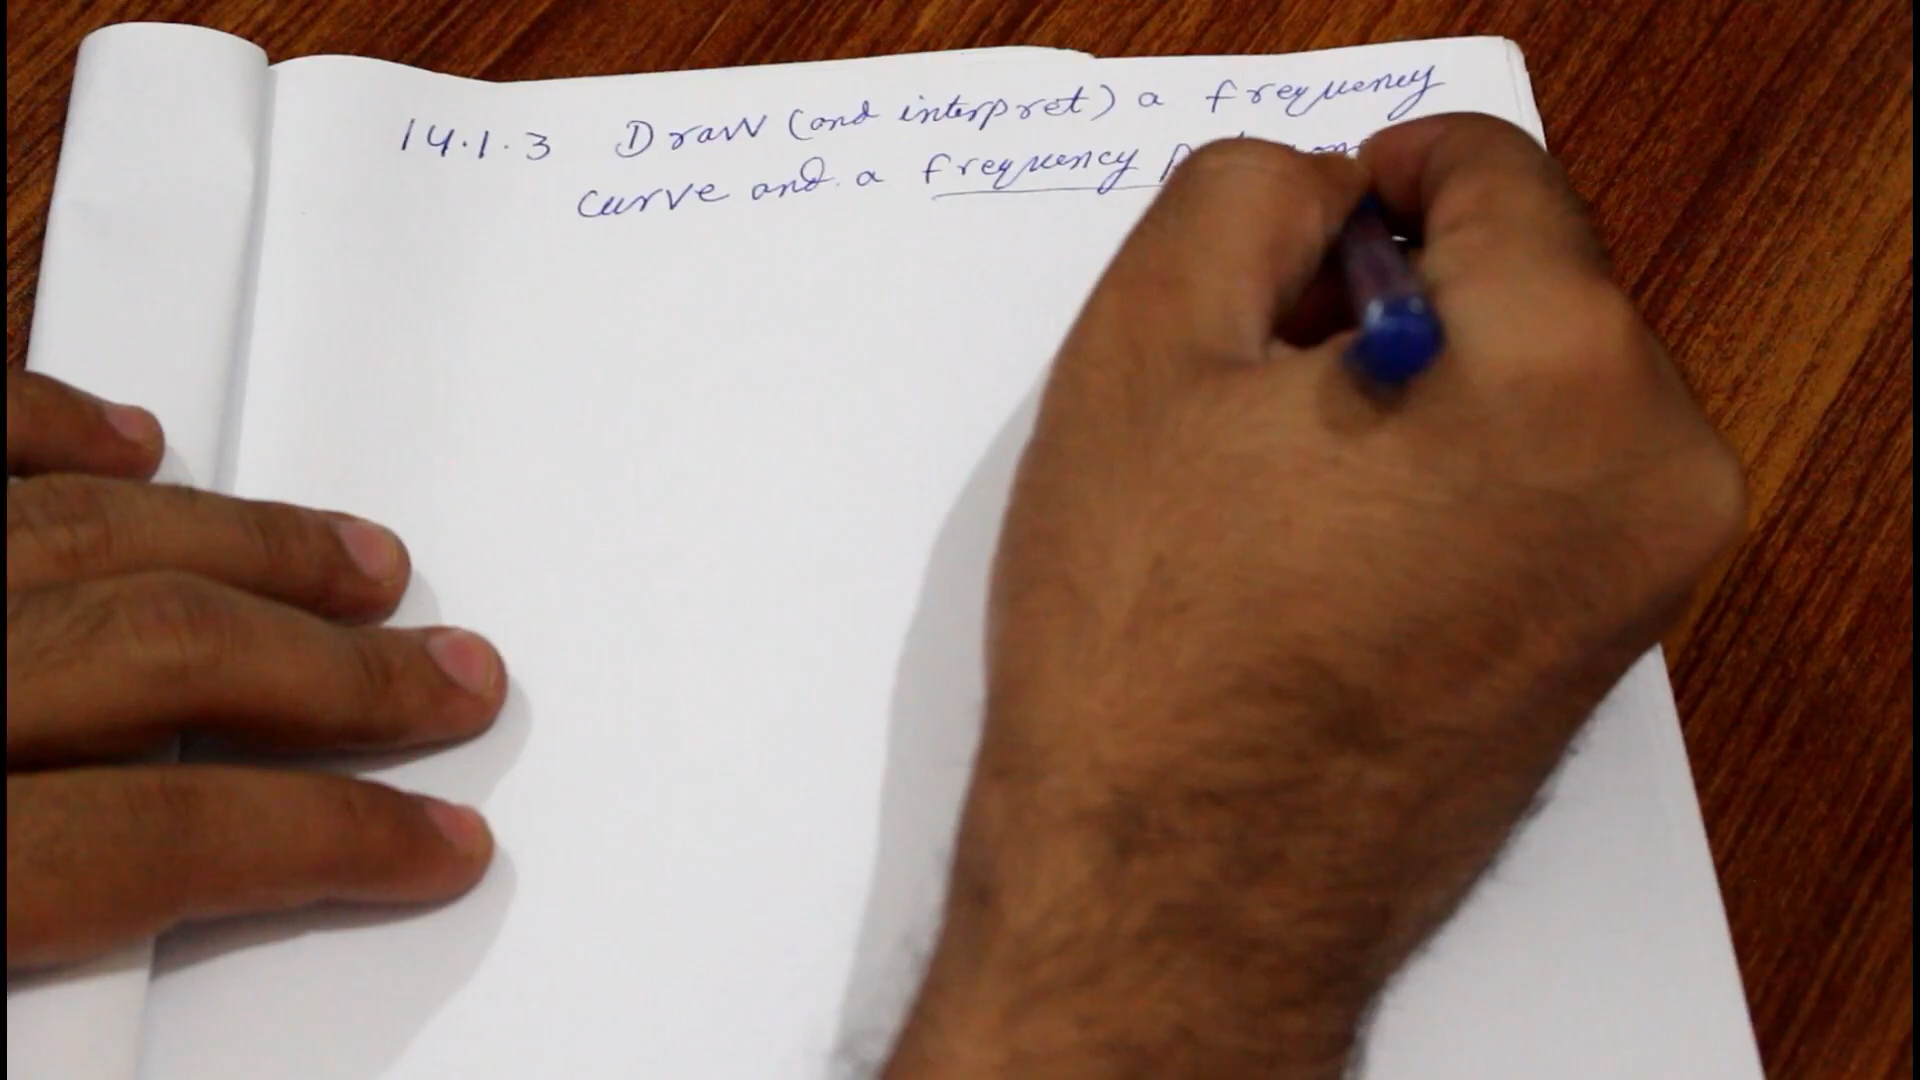 14.1.3 Draw (and interpret) a frequency
curve and a frequency